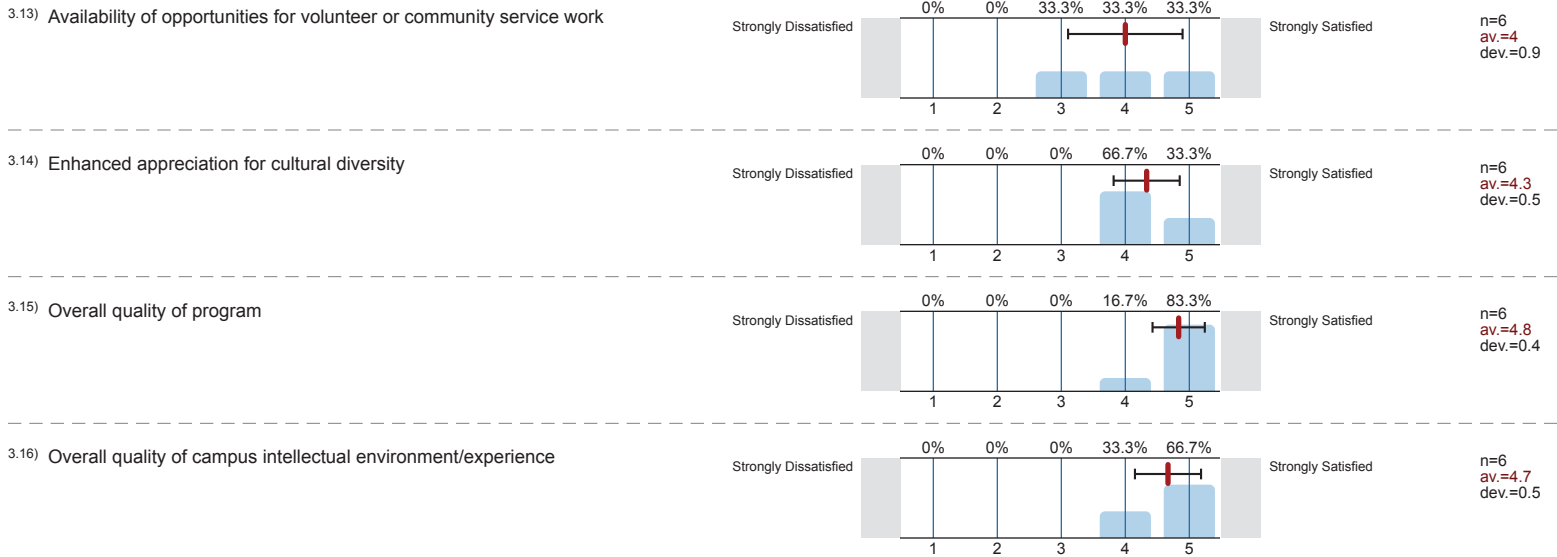 3.13) Availability of opportunities for volunteer or community service work
0% 0% 33.3% 33.3% 33.3%
Strongly Dissatisfied Strongly Satisfied
n=6
av.=4
dev.=0.9
1 2 3 4 5
3.14) Enhanced appreciation for cultural diversity
0% 0% 0% 66.7% 33.3%
Strongly Dissatisfied Strongly Satisfied
n=6
av.=4.3
dev.=0.5
1 2 3 4 5
3.15) Overall quality of program
0% 0% 0% 16.7% 83.3%
Strongly Dissatisfied Strongly Satisfied
n=6
av.=4.8
dev.=0.4
1 2 3 4 5
3.16) Overall quality of campus intellectual environment/experience
0% 0% 0% 33.3% 66.7%
Strongly Dissatisfied Strongly Satisfied
n=6
av.=4.7
dev.=0.5
1 2 3 4 5